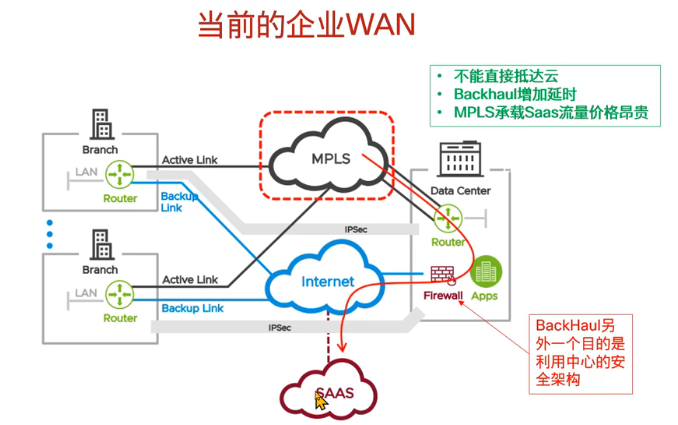 当前的企业WAN
• 不能直接抵达云
• Backhaul增加延时
• MPLS承载Saas流量价格昂贵
Branch
LAN
Router
Active Link
Backup
Link
MPLS
Data Center
Router
IPSec
Branch
LAN
Router
Active Link
Backup Link
Internet
Firewall
Apps
IPSec
SAAS
BackHaul另
外一个目的是
利用中心的安
全架构